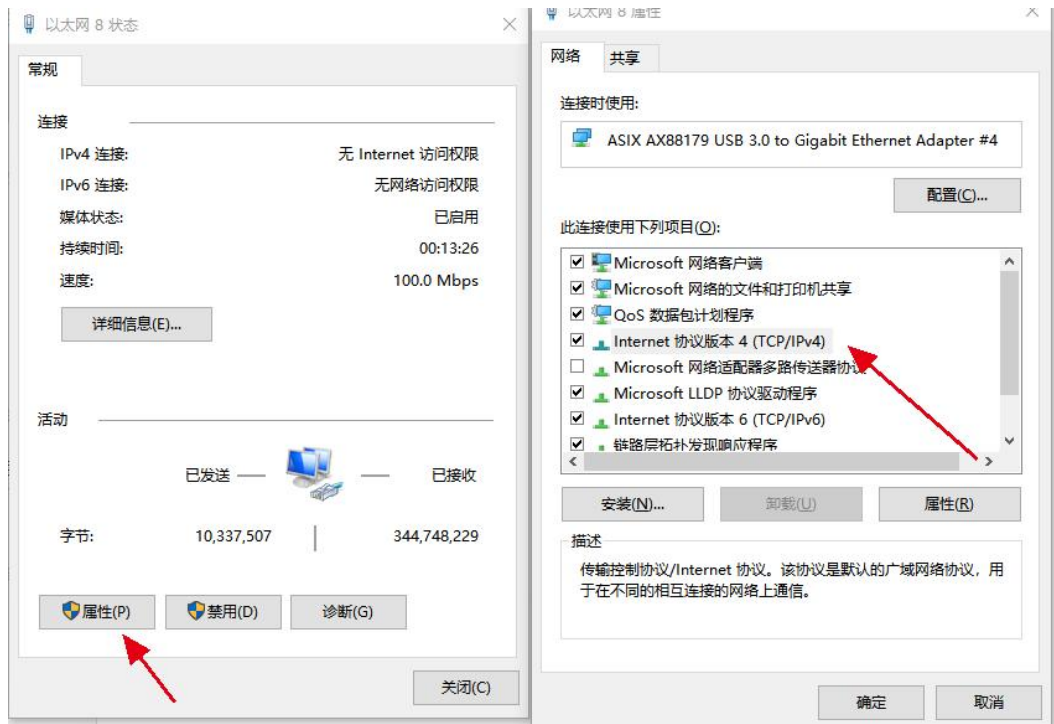 以太网 8 状态
常规
连接
IPv4 连接: 无 Internet 访问权限
IPv6 连接: 无网络访问权限
媒体状态: 已启用
持续时间: 00:13:26
速度: 100.0 Mbps
详细信息(E)...
活动
已发送 已接收
字节: 10,337,507 344,748,229
属性(P) 禁用(D) 诊断(G)
关闭(C)
以太网 8 属性
网络 共享
连接时使用:
ASIX AX88179 USB 3.0 to Gigabit Ethernet Adapter #4
配置(C)...
此连接使用下列项目(O):
Microsoft 网络客户端
Microsoft 网络的文件和打印机共享
QoS 数据包计划程序
Internet 协议版本 4 (TCP/IPv4)
Microsoft 网络适配器多路传送器协议
Microsoft LLDP 协议驱动程序
Internet 协议版本 6 (TCP/IPv6)
链路层拓扑发现响应程序
安装(N)... 卸载(U) 属性(R)
描述
传输控制协议/Internet 协议。该协议是默认的广域网络协议，用
于在不同的相互连接的网络上通信。
确定 取消